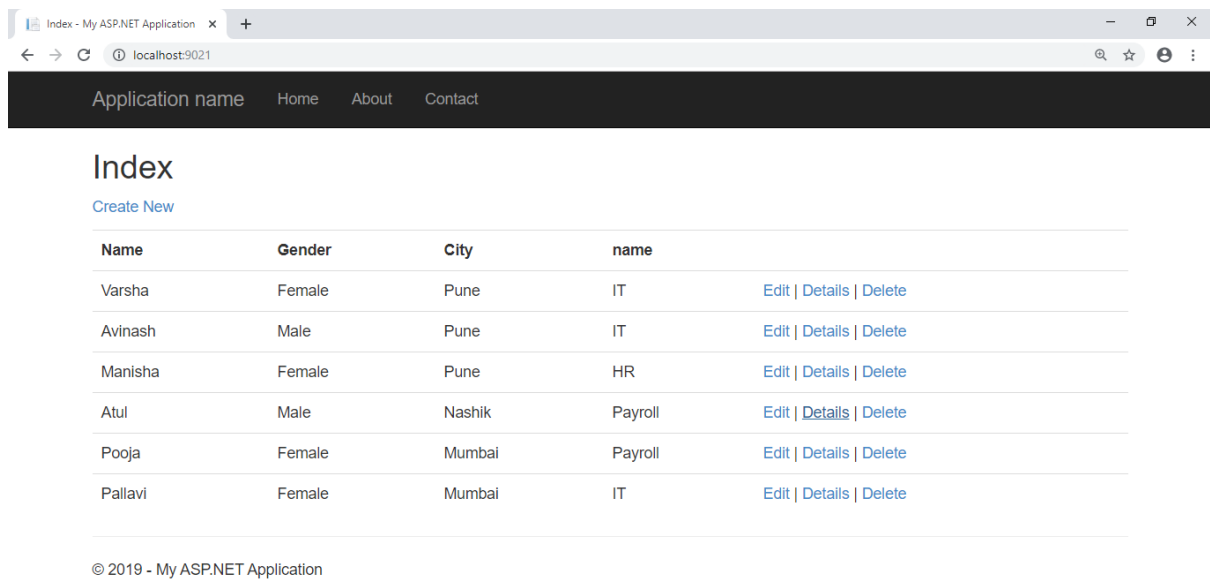 Index - My ASP.NET Application
localhost:9021
Application name Home About Contact
Index
Create New
Name Gender City name
Varsha Female Pune IT Edit | Details | Delete
Avinash Male Pune IT Edit | Details | Delete
Manisha Female Pune HR Edit | Details | Delete
Atul Male Nashik Payroll Edit | Details | Delete
Pooja Female Mumbai Payroll Edit | Details | Delete
Pallavi Female Mumbai IT Edit | Details | Delete
© 2019 - My ASP.NET Application